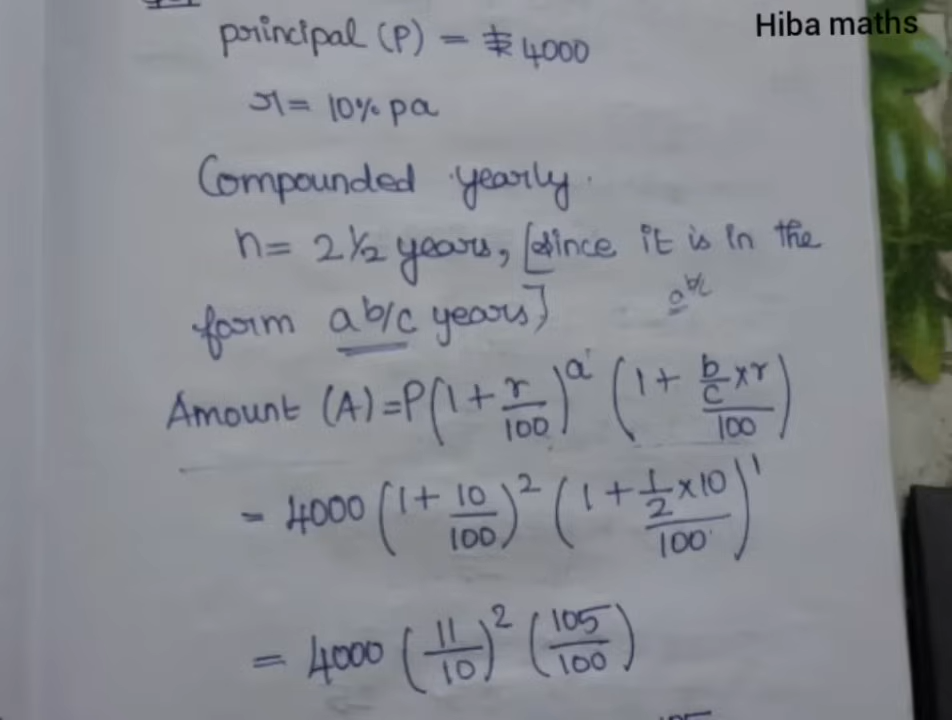 Hiba maths
principal (P) = ₹ 4000
r = 10% pa
Compounded yearly.
n = 2 1/2 years, [since it is in the
form a b/c years]
a b/c
Amount (A) = P(1 + r/100)^a (1 + (b/c × r)/100)
= 4000 (1 + 10/100)^2 (1 + (1/2 × 10)/100)^1
= 4000 (11/10)^2 (105/100)